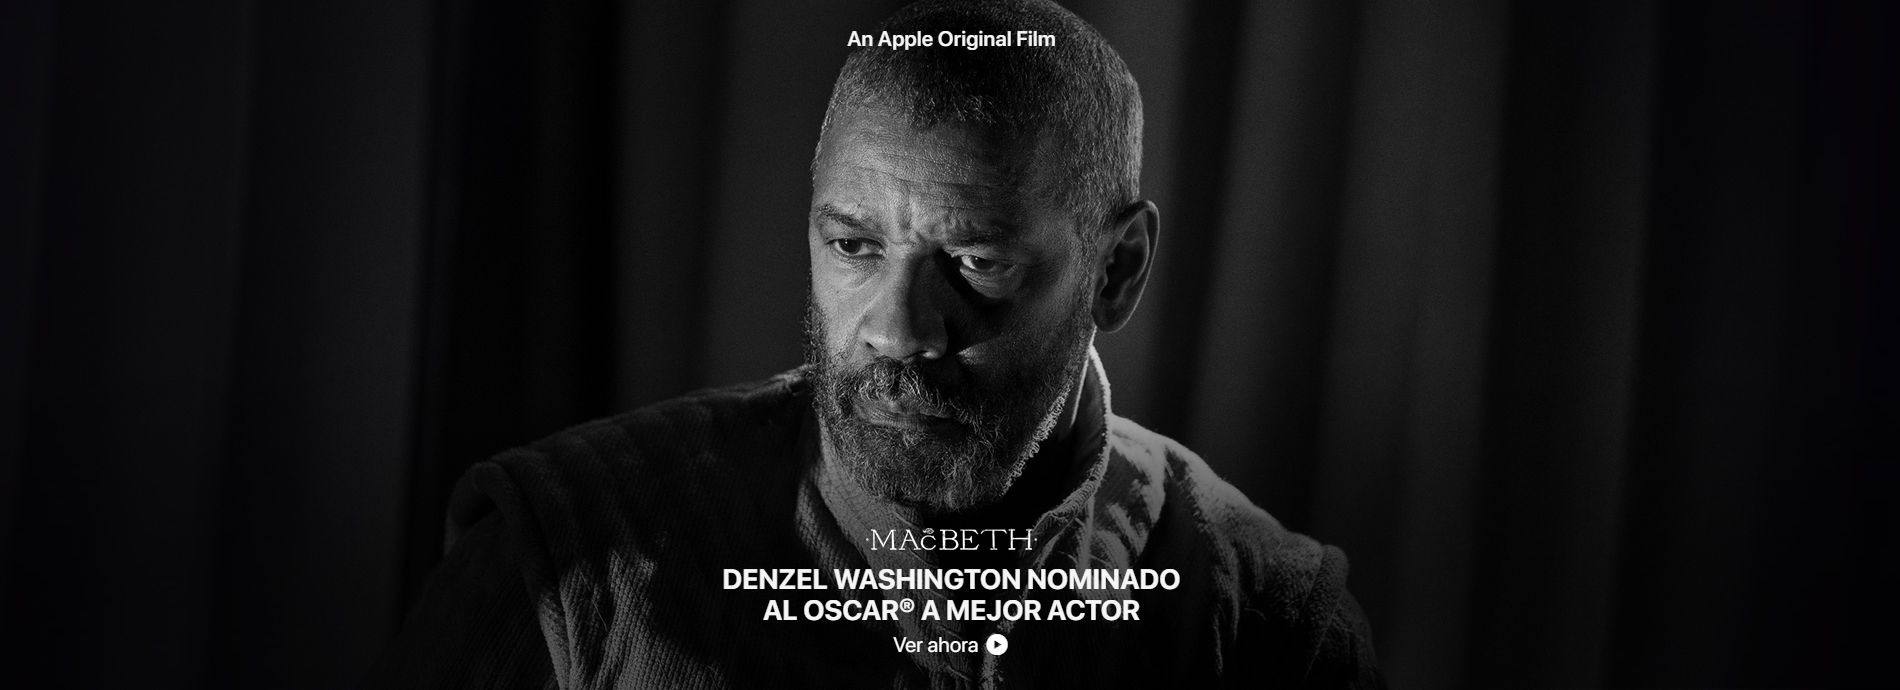 An Apple Original Film
·MAcBETH·
DENZEL WASHINGTON NOMINADO
AL OSCAR® A MEJOR ACTOR
Ver ahora